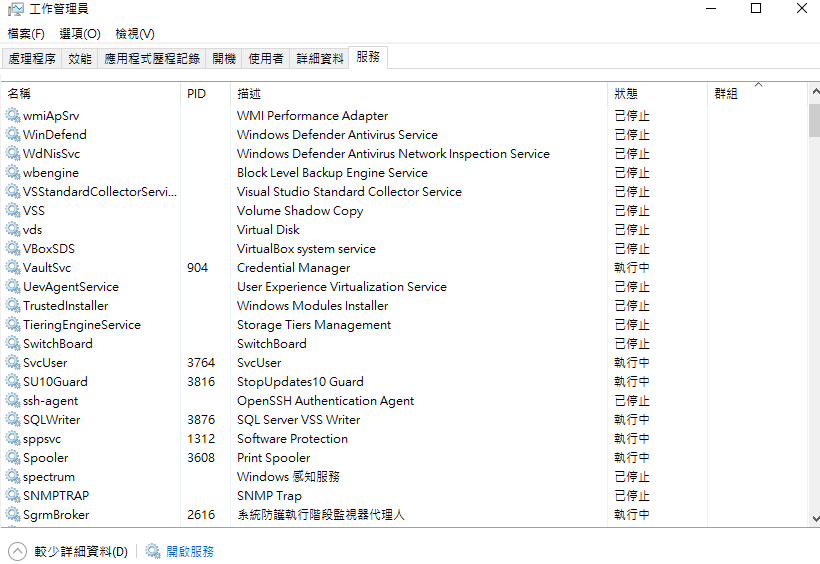 工作管理員
檔案(F) 選項(O) 檢視(V)
處理程序 效能 應用程式歷程記錄 開機 使用者 詳細資料 服務
名稱 PID 描述 狀態 群組
wmiApSrv WMI Performance Adapter 已停止
WinDefend Windows Defender Antivirus Service 已停止
WdNisSvc Windows Defender Antivirus Network Inspection Service 已停止
wbengine Block Level Backup Engine Service 已停止
VSStandardCollectorServi... Visual Studio Standard Collector Service 已停止
VSS Volume Shadow Copy 已停止
vds Virtual Disk 已停止
VBoxSDS VirtualBox system service 已停止
VaultSvc 904 Credential Manager 執行中
UevAgentService User Experience Virtualization Service 已停止
TrustedInstaller Windows Modules Installer 已停止
TieringEngineService Storage Tiers Management 已停止
SwitchBoard SwitchBoard 已停止
SvcUser 3764 SvcUser 執行中
SU10Guard 3816 StopUpdates10 Guard 執行中
ssh-agent OpenSSH Authentication Agent 已停止
SQLWriter 3876 SQL Server VSS Writer 執行中
sppsvc 1312 Software Protection 執行中
Spooler 3608 Print Spooler 執行中
spectrum Windows 感知服務 已停止
SNMPTRAP SNMP Trap 已停止
SgrmBroker 2616 系統防護執行階段監視器代理人 執行中
較少詳細資料(D) 開啟服務